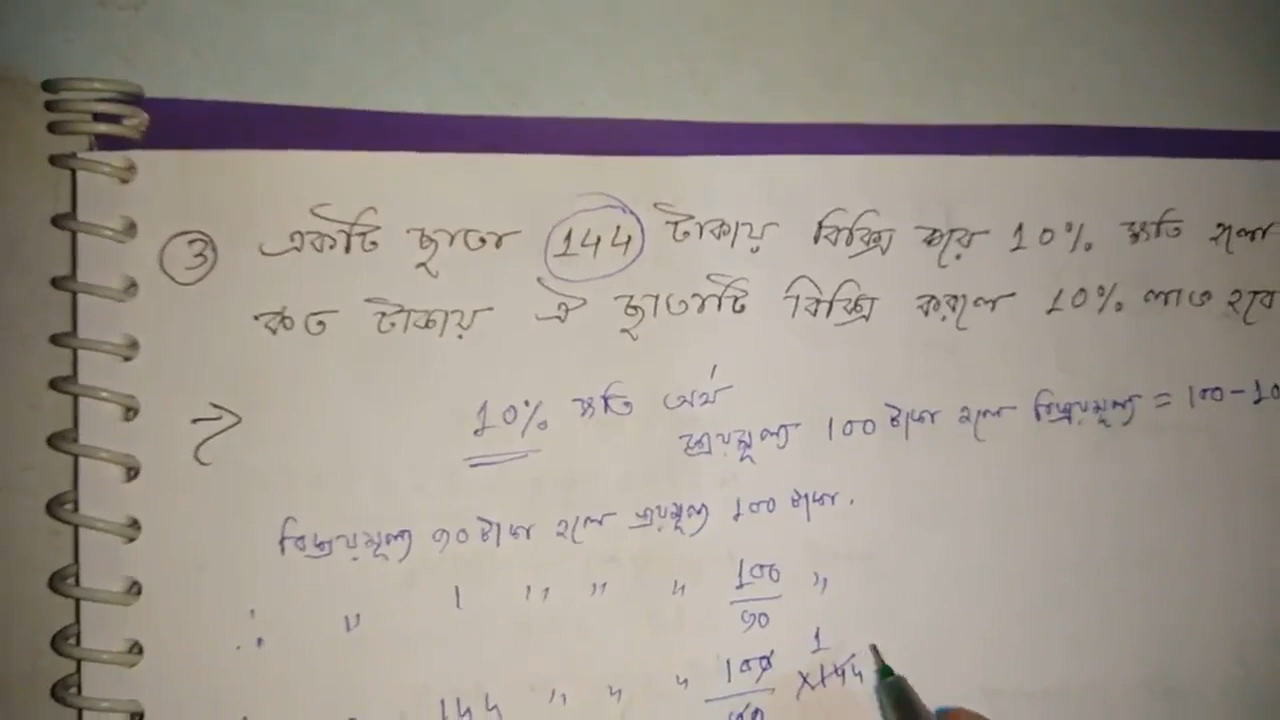 ③ একটি ছাতা 144 টাকায় বিক্রি করে 10% ক্ষতি হলো
কত টাকায় ঐ ছাতাটি বিক্রি করলে 10% লাভ হবে
⇒ 10% ক্ষতি অর্থ
ক্রয়মূল্য 100 টাকা হলে বিক্রয়মূল্য = 100-10
বিক্রয়মূল্য 90 টাকা হলে ক্রয়মূল্য 100 টাকা.
∴ " 1 " " " 100/90 "
144 " " " 100/90 ×144 1